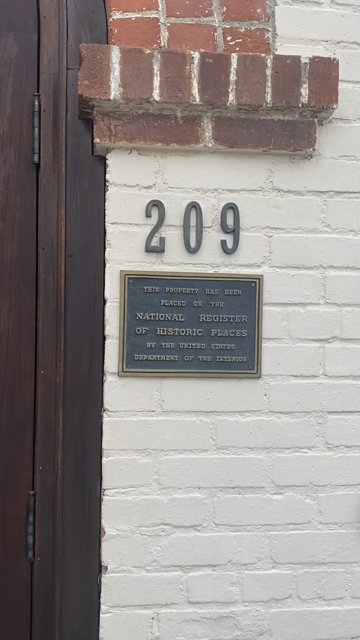 209
THIS PROPERTY HAS BEEN
PLACED ON THE
NATIONAL REGISTER
OF HISTORIC PLACES
BY THE UNITED STATES
DEPARTMENT OF THE INTERIOR